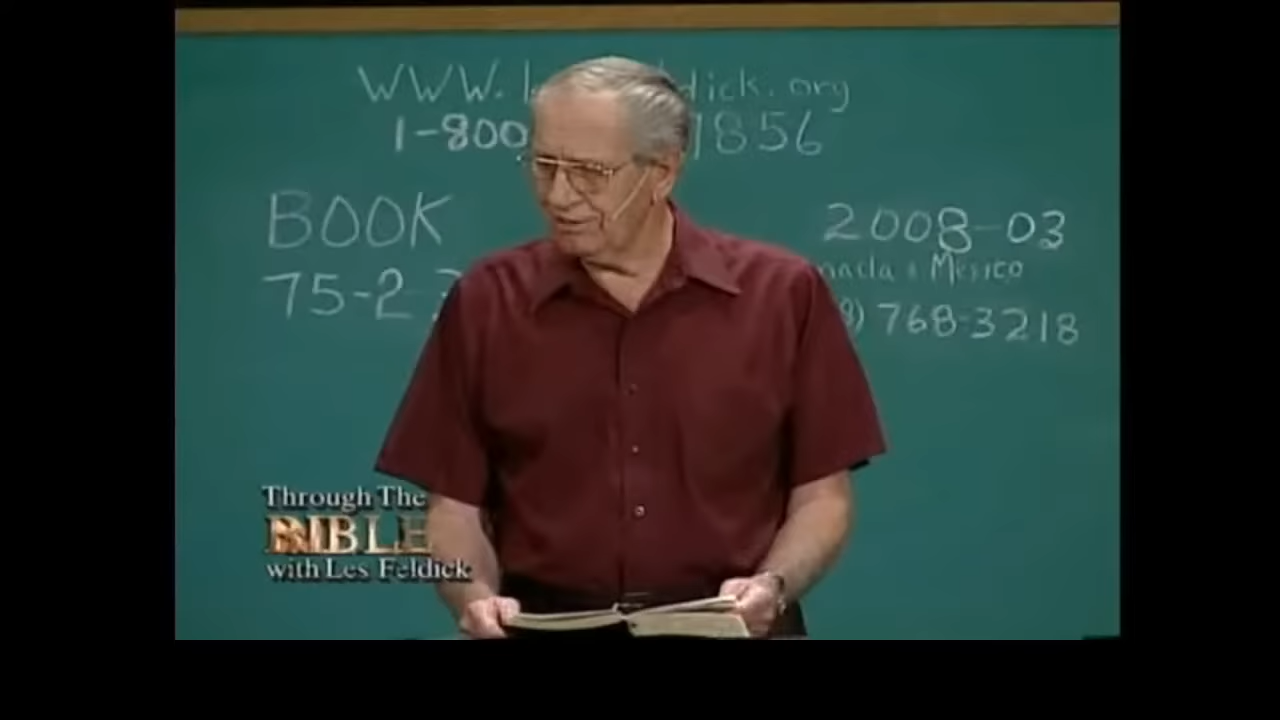 www. dick.org
1-800 1856
BOOK
75-2
2008-03
Mexico
768-3218
Through The
BIBLE
with Les Feldick